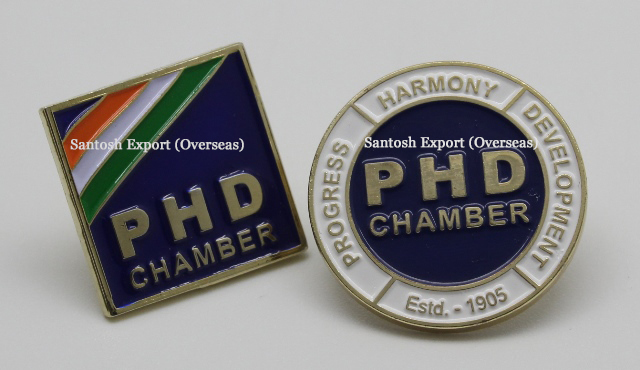 Santosh Export (Overseas)
PHD
CHAMBER
HARMONY
PROGRESS
DEVELOPMENT
Santosh Export (Overseas)
PHD
CHAMBER
Estd. - 1905